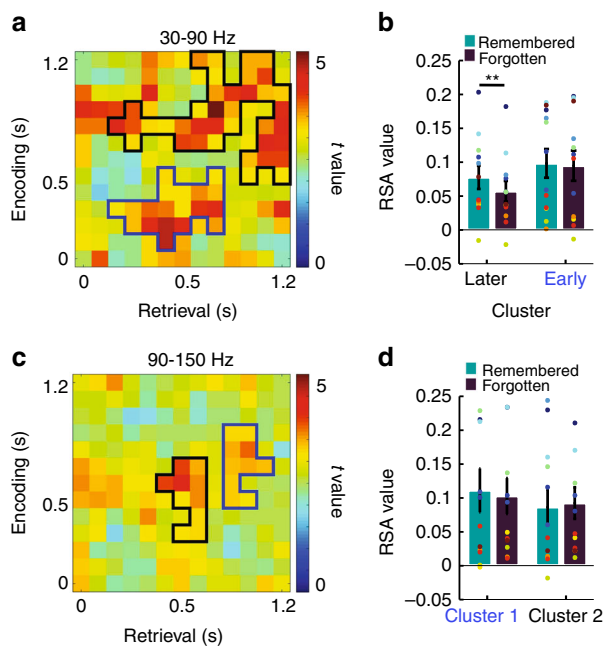 a
30-90 Hz
1.2
0.5
0
Encoding (s)
0
0.5
1.2
Retrieval (s)
5
0
t value
b
Remembered
Forgotten
**
0.25
0.2
0.15
0.1
0.05
0
−0.05
RSA value
Later
Early
Cluster
c
90-150 Hz
1.2
0.5
0
Encoding (s)
0
0.5
1.2
Retrieval (s)
5
0
t value
d
Remembered
Forgotten
0.25
0.2
0.15
0.1
0.05
0
−0.05
RSA value
Cluster 1
Cluster 2